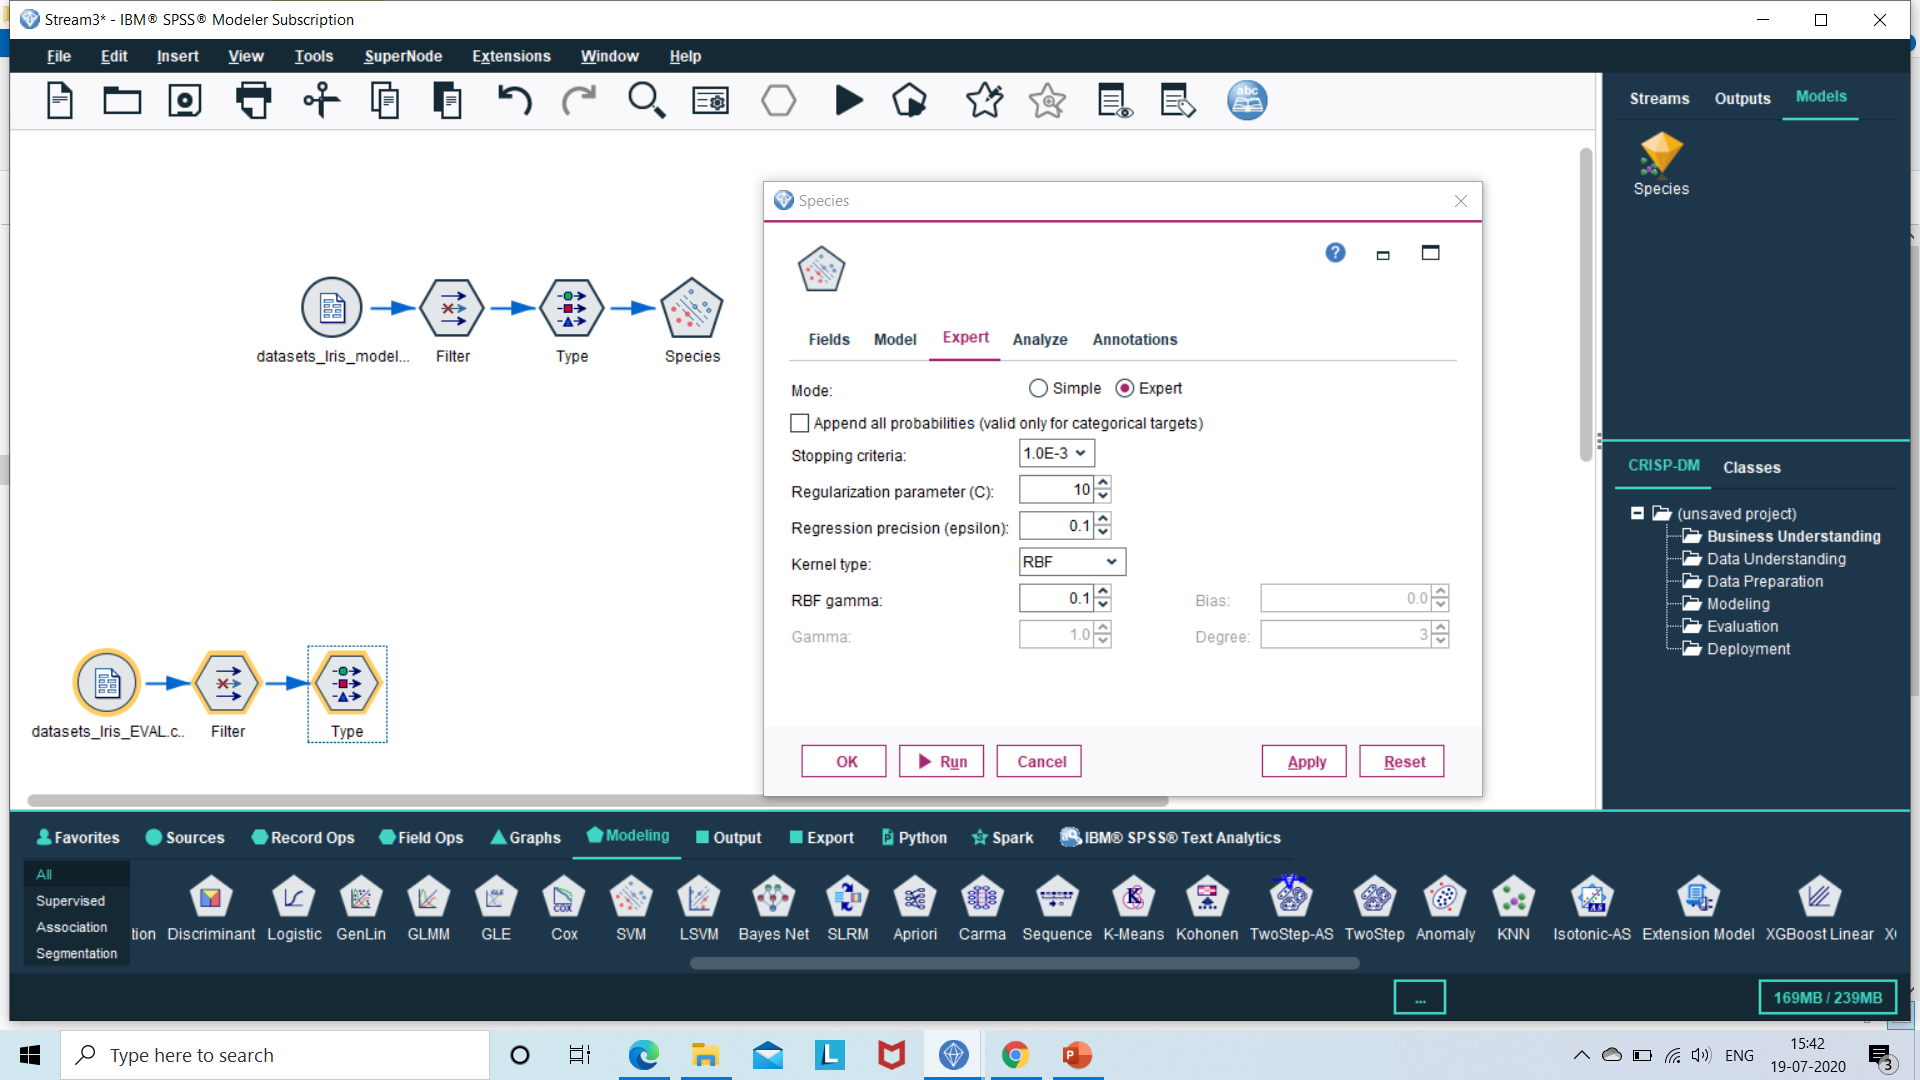 Stream3* - IBM® SPSS® Modeler Subscription
File Edit Insert View Tools SuperNode Extensions Window Help
abc
Streams Outputs Models
Species
datasets_Iris_model... Filter Type Species
Species
Fields Model Expert Analyze Annotations
Mode: Simple Expert
Append all probabilities (valid only for categorical targets)
Stopping criteria: 1.0E-3
Regularization parameter (C): 10
Regression precision (epsilon): 0.1
Kernel type: RBF
RBF gamma: 0.1 Bias: 0.0
Gamma: 1.0 Degree: 3
OK Run Cancel Apply Reset
datasets_Iris_EVAL.c.. Filter Type
CRISP-DM Classes
(unsaved project)
Business Understanding
Data Understanding
Data Preparation
Modeling
Evaluation
Deployment
Favorites Sources Record Ops Field Ops Graphs Modeling Output Export Python Spark IBM® SPSS® Text Analytics
All
Supervised
Association
Segmentation
tion Discriminant Logistic GenLin GLMM GLE Cox SVM LSVM Bayes Net SLRM Apriori Carma Sequence K-Means Kohonen TwoStep-AS TwoStep Anomaly KNN Isotonic-AS Extension Model XGBoost Linear X
... 169MB / 239MB
Type here to search
ENG
15:42
19-07-2020
3